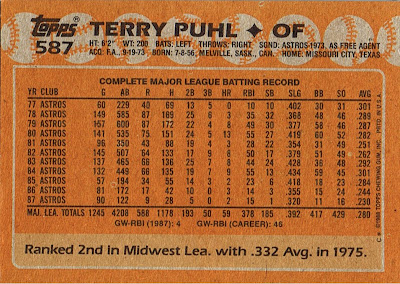 Topps
587
TERRY PUHL ✦ OF
HT: 6'2" WT: 200 BATS: LEFT THROWS: RIGHT SGND: ASTROS-1973, AS FREE AGENT
ACQ: F.A., -9-19-73 BORN: 7-8-56, MELVILLE, SASK., CAN. HOME: MISSOURI CITY, TEXAS
COMPLETE MAJOR LEAGUE BATTING RECORD
YR CLUB G AB R H 2B 3B HR RBI SB SLG BB SO AVG
77 ASTROS 60 229 40 69 13 5 0 10 10 .402 30 31 .301
78 ASTROS 149 585 87 169 25 6 3 35 32 .368 48 46 .289
79 ASTROS 157 600 87 172 22 4 8 49 30 .377 58 46 .287
80 ASTROS 141 535 75 151 24 5 13 55 27 .419 60 52 .282
81 ASTROS 96 350 43 88 19 4 3 28 22 .354 31 49 .251
82 ASTROS 145 507 64 133 17 9 8 50 17 .379 51 49 .262
83 ASTROS 137 465 66 136 25 7 8 44 24 .428 36 48 .292
84 ASTROS 132 449 66 135 19 7 9 55 13 .434 59 45 .301
85 ASTROS 57 194 34 55 14 3 2 23 6 .418 18 23 .284
86 ASTROS 81 172 17 42 10 0 3 14 3 .355 15 24 .244
87 ASTROS 90 122 9 28 5 0 2 15 1 .320 11 16 .230
MAJ. LEA. TOTALS 1245 4208 588 1178 193 50 59 378 185 .392 417 429 .280
GW-RBI (1987): 4 GW-RBI (CAREER): 46
Ranked 2nd in Midwest Lea. with .332 Avg. in 1975.
© 1988 TOPPS CHEWING GUM, INC. PRTD. IN U.S.A.